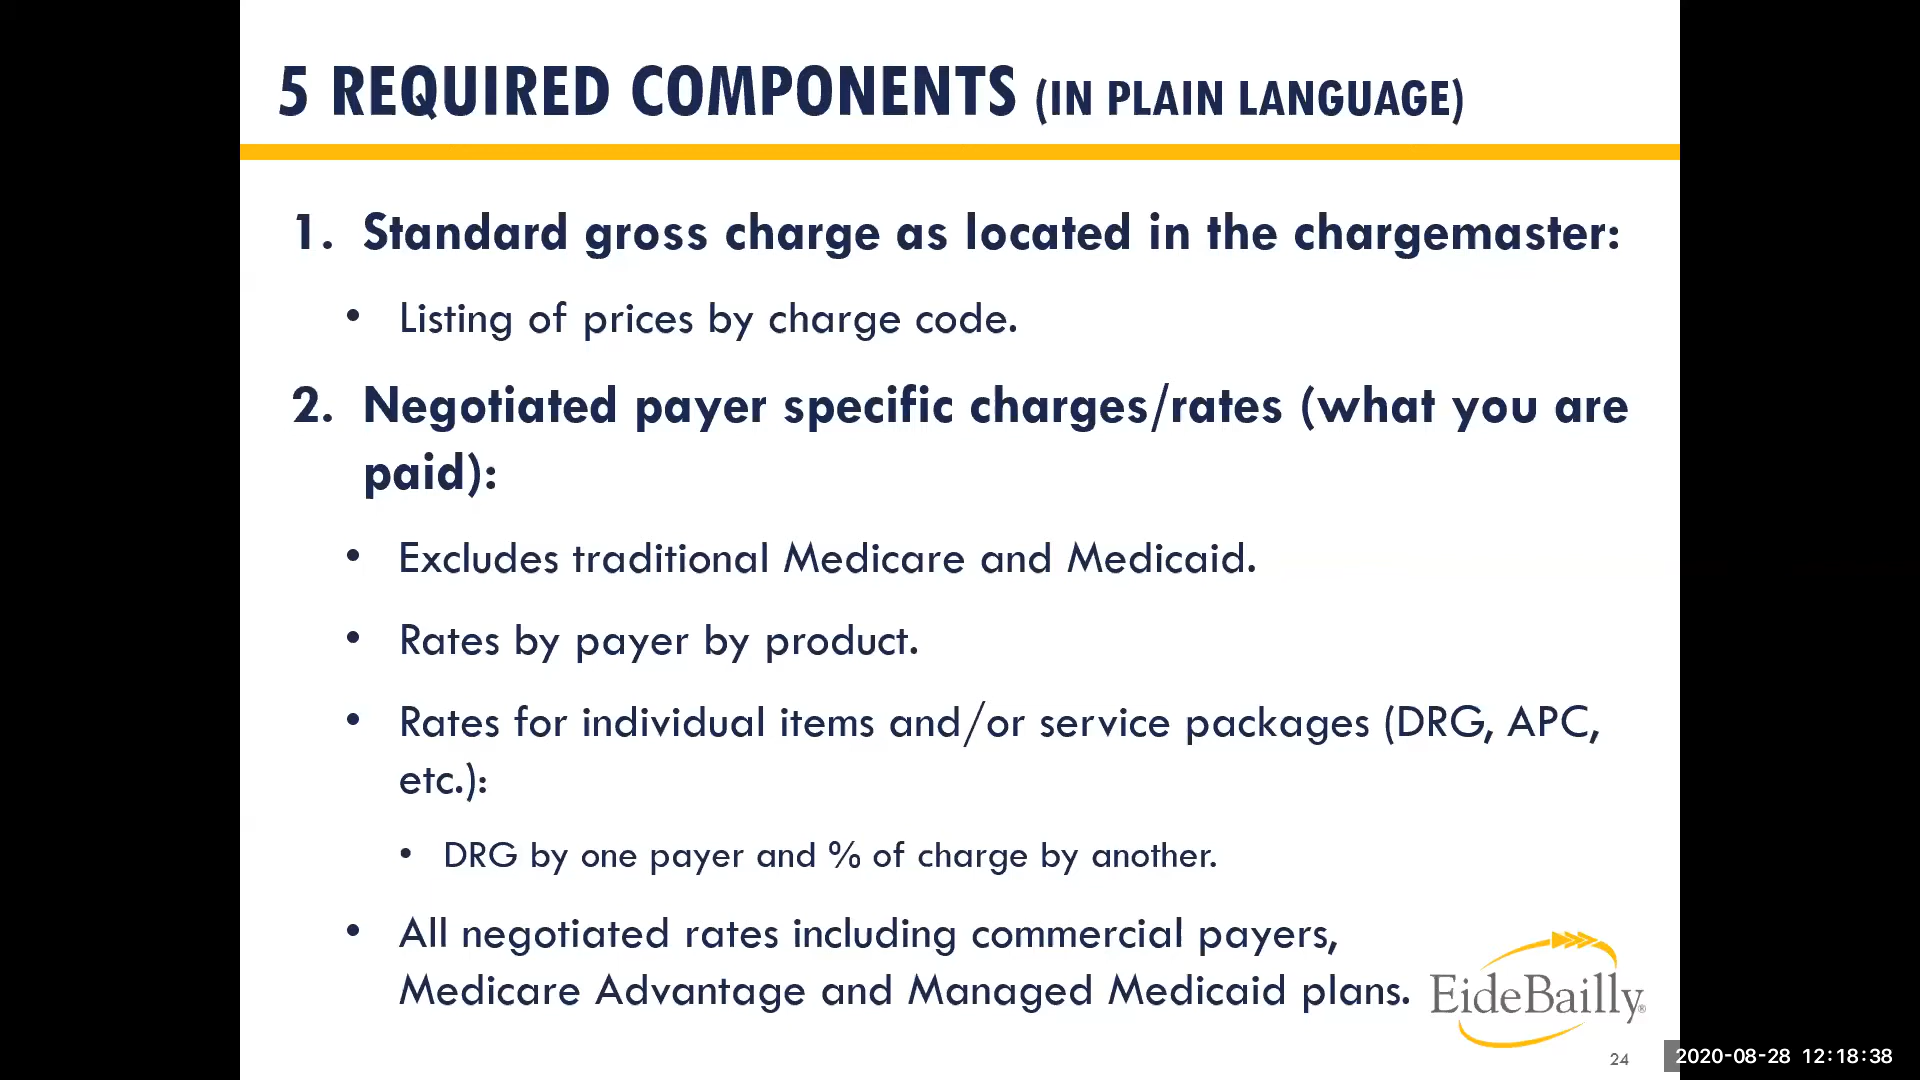 5 REQUIRED COMPONENTS (IN PLAIN LANGUAGE)
1. Standard gross charge as located in the chargemaster:
• Listing of prices by charge code.
2. Negotiated payer specific charges/rates (what you are
paid):
• Excludes traditional Medicare and Medicaid.
• Rates by payer by product.
• Rates for individual items and/or service packages (DRG, APC,
etc.):
• DRG by one payer and % of charge by another.
• All negotiated rates including commercial payers,
Medicare Advantage and Managed Medicaid plans.
EideBailly®
24
2020-08-28 12:18:38